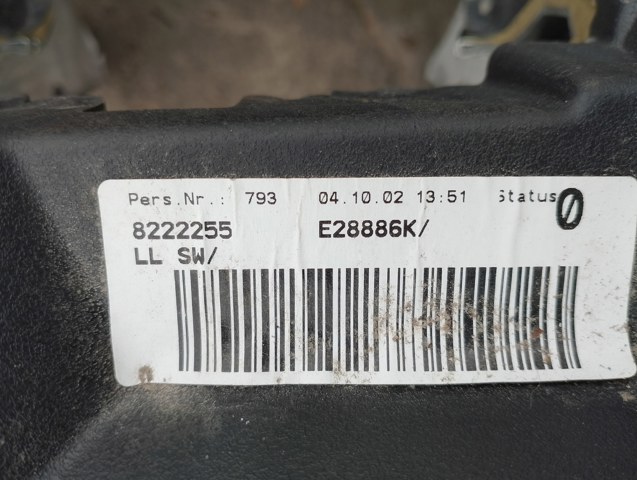 Pers.Nr.: 793 04.10.02 13:51 Status 0
8222255 E28886K/
LL SW/